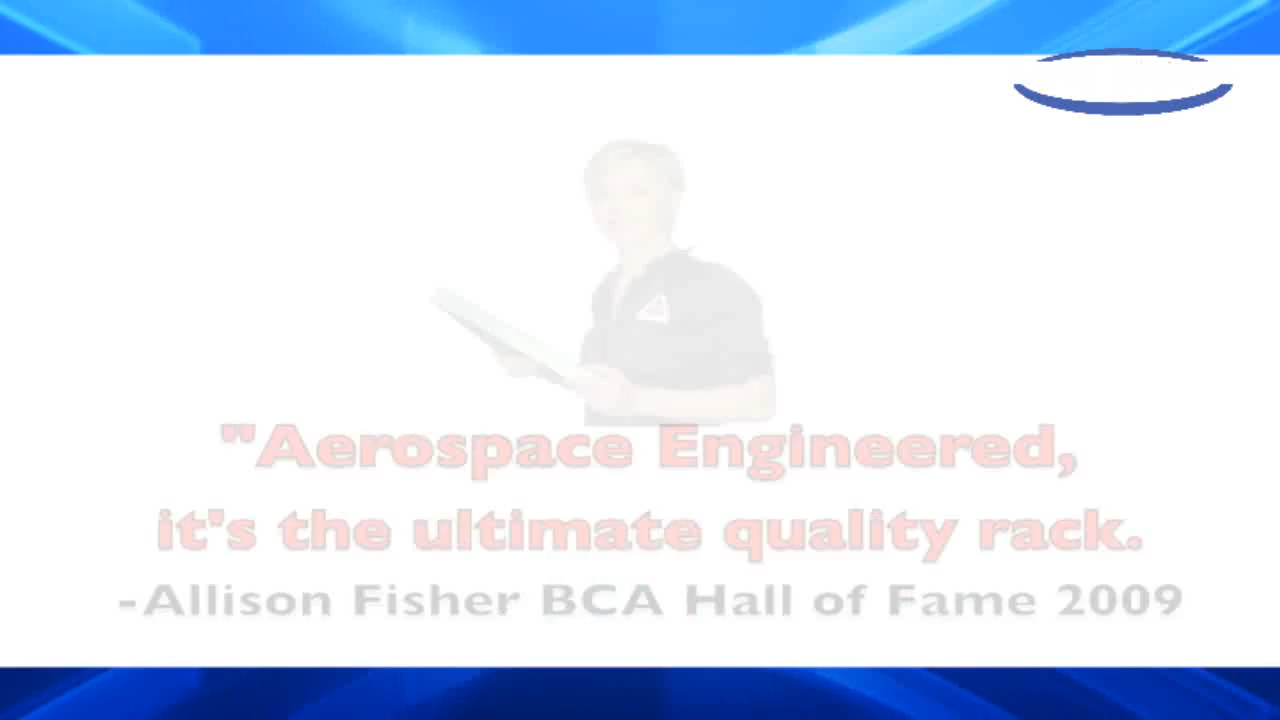 "Aerospace Engineered,
it's the ultimate quality rack.
-Allison Fisher BCA Hall of Fame 2009